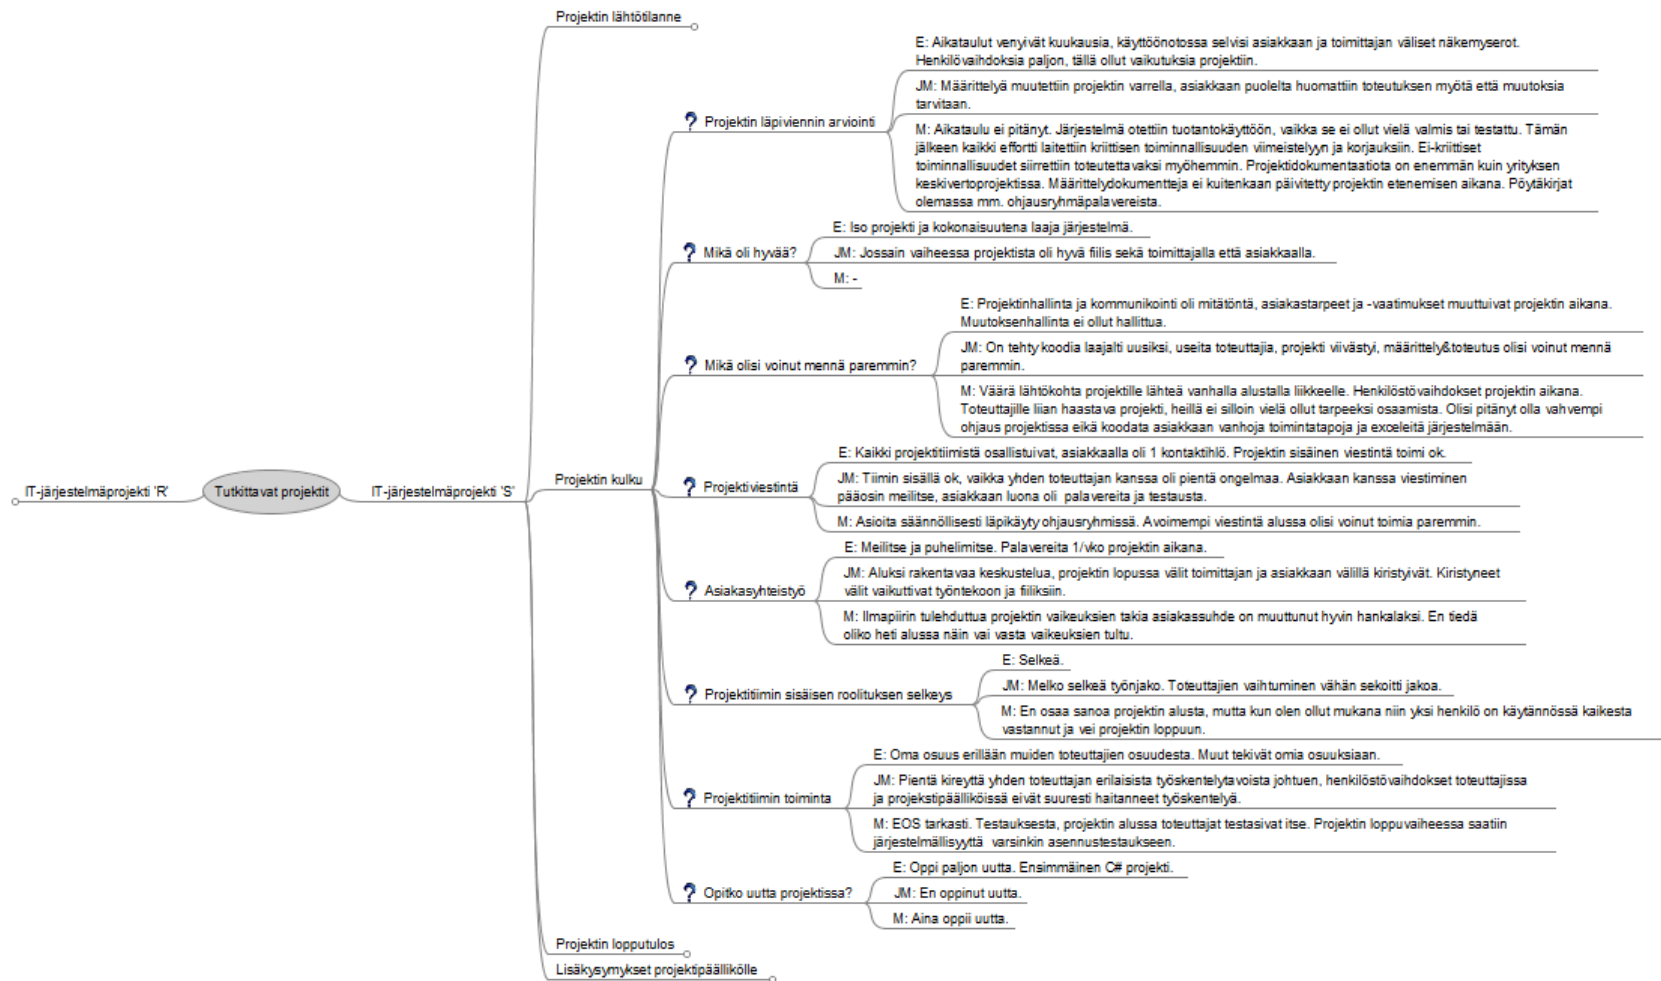 Projektin lähtötilanne
E: Aikataulut venyivät kuukausia, käyttöönotossa selvisi asiakkaan ja toimittajan väliset näkemyserot.
Henkilövaihdoksia paljon, tällä ollut vaikutuksia projektiin.
JM: Määrittelyä muutettiin projektin varrella, asiakkaan puolelta huomattiin toteutuksen myötä että muutoksia
tarvitaan.
Projektin läpiviennin arviointi
M: Aikataulu ei pitänyt. Järjestelmä otettiin tuotantokäyttöön, vaikka se ei ollut vielä valmis tai testattu. Tämän
jälkeen kaikki effortti laitettiin kriittisen toiminnallisuuden viimeistelyyn ja korjauksiin. Ei-kriittiset
toiminnallisuudet siirrettiin toteutettavaksi myöhemmin. Projektidokumentaatiota on enemmän kuin yrityksen
keskivertoprojektissa. Määrittelydokumentteja ei kuitenkaan päivitetty projektin etenemisen aikana. Pöytäkirjat
olemassa mm. ohjausryhmäpalavereista.
E: Iso projekti ja kokonaisuutena laaja järjestelmä.
Mikä oli hyvää?
JM: Jossain vaiheessa projektista oli hyvä fiilis sekä toimittajalla että asiakkaalla.
M: -
E: Projektinhallinta ja kommunikointi oli mitätöntä, asiakastarpeet ja -vaatimukset muuttuivat projektin aikana.
Muutoksenhallinta ei ollut hallittua.
JM: On tehty koodia laajalti uusiksi, useita toteuttajia, projekti viivästyi, määrittely&toteutus olisi voinut mennä
paremmin.
Mikä olisi voinut mennä paremmin?
M: Väärä lähtökohta projektille lähteä vanhalla alustalla liikkeelle. Henkilöstövaihdokset projektin aikana.
Toteuttajille liian haastava projekti, heillä ei silloin vielä ollut tarpeeksi osaamista. Olisi pitänyt olla vahvempi
ohjaus projektissa eikä koodata asiakkaan vanhoja toimintatapoja ja exceleitä järjestelmään.
IT-järjestelmäprojekti 'R'
Tutkittavat projektit
IT-järjestelmäprojekti 'S'
Projektin kulku
E: Kaikki projektitiimistä osallistuivat, asiakkaalla oli 1 kontaktihlö. Projektin sisäinen viestintä toimi ok.
Projektiviestintä
JM: Tiimin sisällä ok, vaikka yhden toteuttajan kanssa oli pientä ongelmaa. Asiakkaan kanssa viestiminen
pääosin meilitse, asiakkaan luona oli palavereita ja testausta.
M: Asioita säännöllisesti läpikäyty ohjausryhmissä. Avoimempi viestintä alussa olisi voinut toimia paremmin.
E: Meilitse ja puhelimitse. Palavereita 1/vko projektin aikana.
Asiakasyhteistyö
JM: Aluksi rakentavaa keskustelua, projektin lopussa välit toimittajan ja asiakkaan välillä kiristyivät. Kiristyneet
välit vaikuttivat työntekoon ja fiiliksiin.
M: Ilmapiirin tulehduttua projektin vaikeuksien takia asiakassuhde on muuttunut hyvin hankalaksi. En tiedä
oliko heti alussa näin vai vasta vaikeuksien tultu.
E: Selkeä.
Projektitiimin sisäisen roolituksen selkeys
JM: Melko selkeä työnjako. Toteuttajien vaihtuminen vähän sekoitti jakoa.
M: En osaa sanoa projektin alusta, mutta kun olen ollut mukana niin yksi henkilö on käytännössä kaikesta
vastannut ja vei projektin loppuun.
E: Oma osuus erillään muiden toteuttajien osuudesta. Muut tekivät omia osuuksiaan.
Projektitiimin toiminta
JM: Pientä kireyttä yhden toteuttajan erilaisista työskentelytavoista johtuen, henkilöstövaihdokset toteuttajissa
ja projekstipäälliköissä eivät suuresti haitanneet työskentelyä.
M: EOS tarkasti. Testauksesta, projektin alussa toteuttajat testasivat itse. Projektin loppuvaiheessa saatiin
järjestelmällisyyttä varsinkin asennustestaukseen.
E: Oppi paljon uutta. Ensimmäinen C# projekti.
Opitko uutta projektissa?
JM: En oppinut uutta.
M: Aina oppii uutta.
Projektin lopputulos
Lisäkysymykset projektipäällikölle